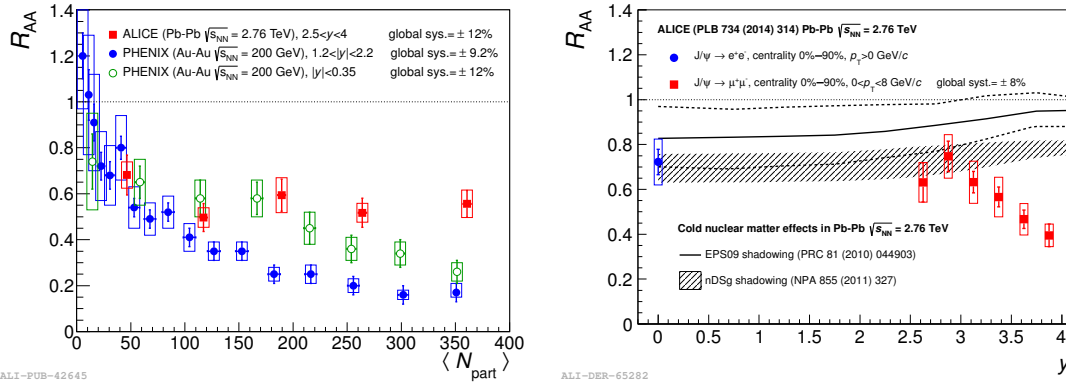 R_AA
1.4
1.2
1
0.8
0.6
0.4
0.2
0
0 50 100 150 200 250 300 350 400
⟨ N_part ⟩
ALICE (Pb-Pb √s_NN = 2.76 TeV), 2.5<y<4 global sys.= ± 12%
PHENIX (Au-Au √s_NN = 200 GeV), 1.2<|y|<2.2 global sys.= ± 9.2%
PHENIX (Au-Au √s_NN = 200 GeV), |y|<0.35 global sys.= ± 12%
ALI-PUB-42645
R_AA
1.4
1.2
1
0.8
0.6
0.4
0.2
0
0 0.5 1 1.5 2 2.5 3 3.5 4
y
ALICE (PLB 734 (2014) 314) Pb-Pb √s_NN = 2.76 TeV
J/ψ → e⁺e⁻, centrality 0%−90%, p_T>0 GeV/c
J/ψ → μ⁺μ⁻, centrality 0%−90%, 0<p_T<8 GeV/c global syst.= ± 8%
Cold nuclear matter effects in Pb-Pb √s_NN = 2.76 TeV
EPS09 shadowing (PRC 81 (2010) 044903)
nDSg shadowing (NPA 855 (2011) 327)
ALI-DER-65282